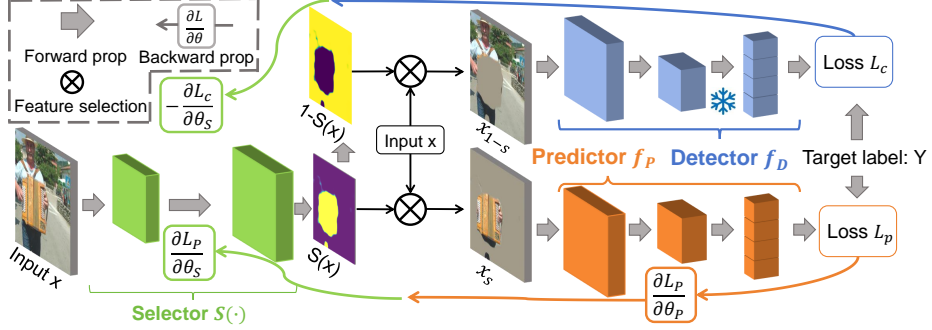 ∂L/∂θ
Forward prop
Backward prop
Feature selection
-∂L_c/∂θ_S
1-S(x)
Input x
x_{1-s}
Loss L_c
Predictor f_P
Detector f_D
Target label: Y
Input x
∂L_P/∂θ_S
S(x)
x_s
Loss L_p
∂L_P/∂θ_P
Selector S(·)